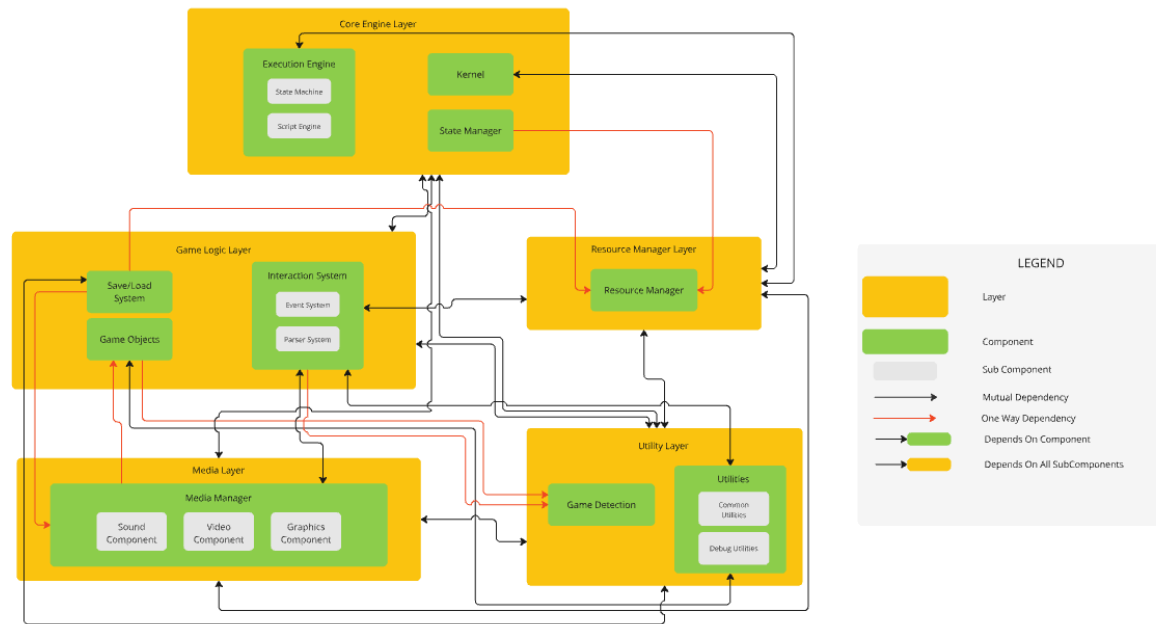 Core Engine Layer
Execution Engine
State Machine
Script Engine
Kernel
State Manager
Game Logic Layer
Save/Load
System
Game Objects
Interaction System
Event System
Parser System
Resource Manager Layer
Resource Manager
Media Layer
Media Manager
Sound
Component
Video
Component
Graphics
Component
Utility Layer
Game Detection
Utilities
Common
Utilities
Debug Utilities
LEGEND
Layer
Component
Sub Component
Mutual Dependency
One Way Dependency
Depends On Component
Depends On All SubComponents